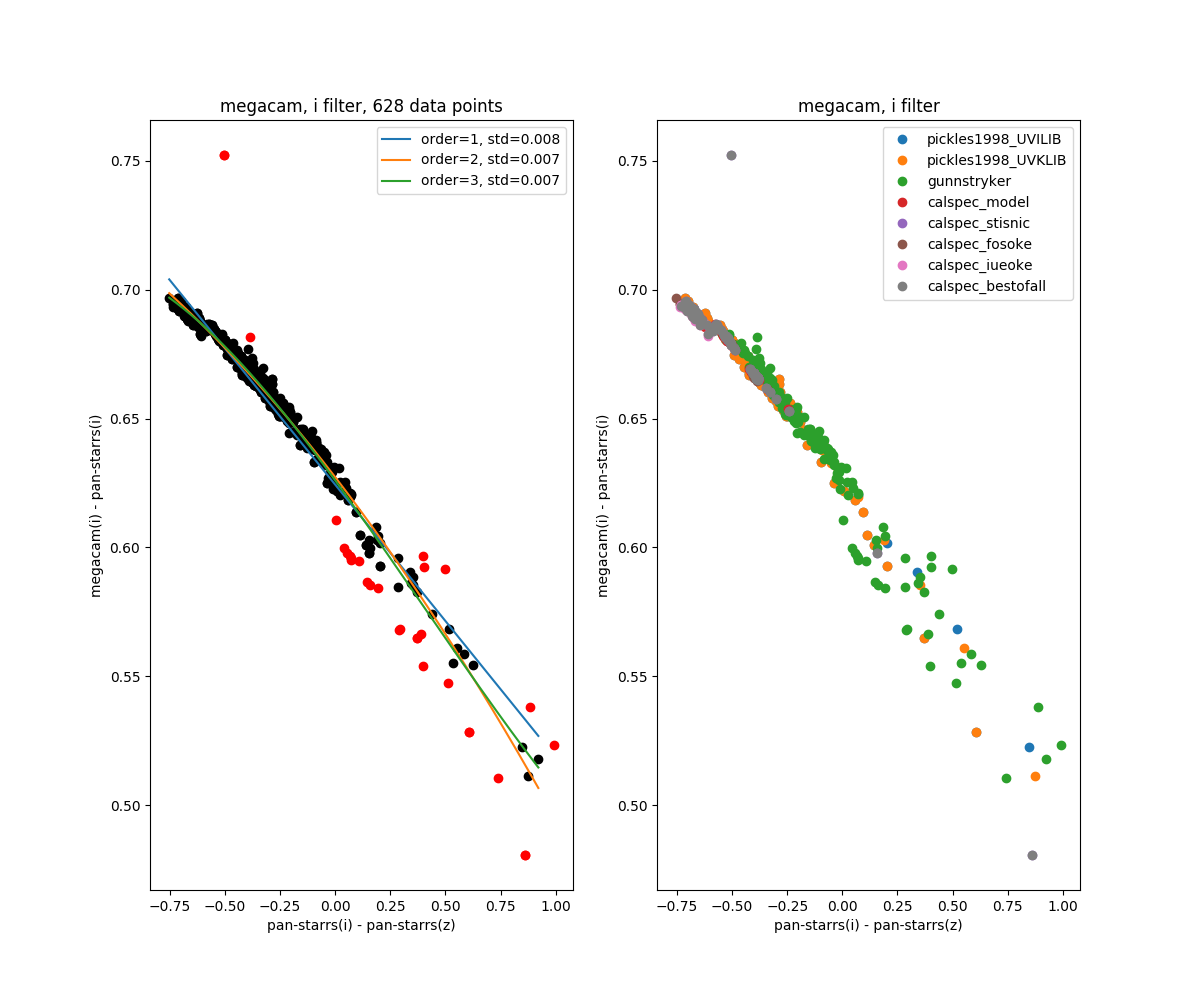 megacam, i filter, 628 data points
order=1, std=0.008
order=2, std=0.007
order=3, std=0.007
0.75
0.70
0.65
0.60
0.55
0.50
megacam(i) - pan-starrs(i)
−0.75 −0.50 −0.25 0.00 0.25 0.50 0.75 1.00
pan-starrs(i) - pan-starrs(z)
megacam, i filter
pickles1998_UVILIB
pickles1998_UVKLIB
gunnstryker
calspec_model
calspec_stisnic
calspec_fosoke
calspec_iueoke
calspec_bestofall
0.75
0.70
0.65
0.60
0.55
0.50
megacam(i) - pan-starrs(i)
−0.75 −0.50 −0.25 0.00 0.25 0.50 0.75 1.00
pan-starrs(i) - pan-starrs(z)